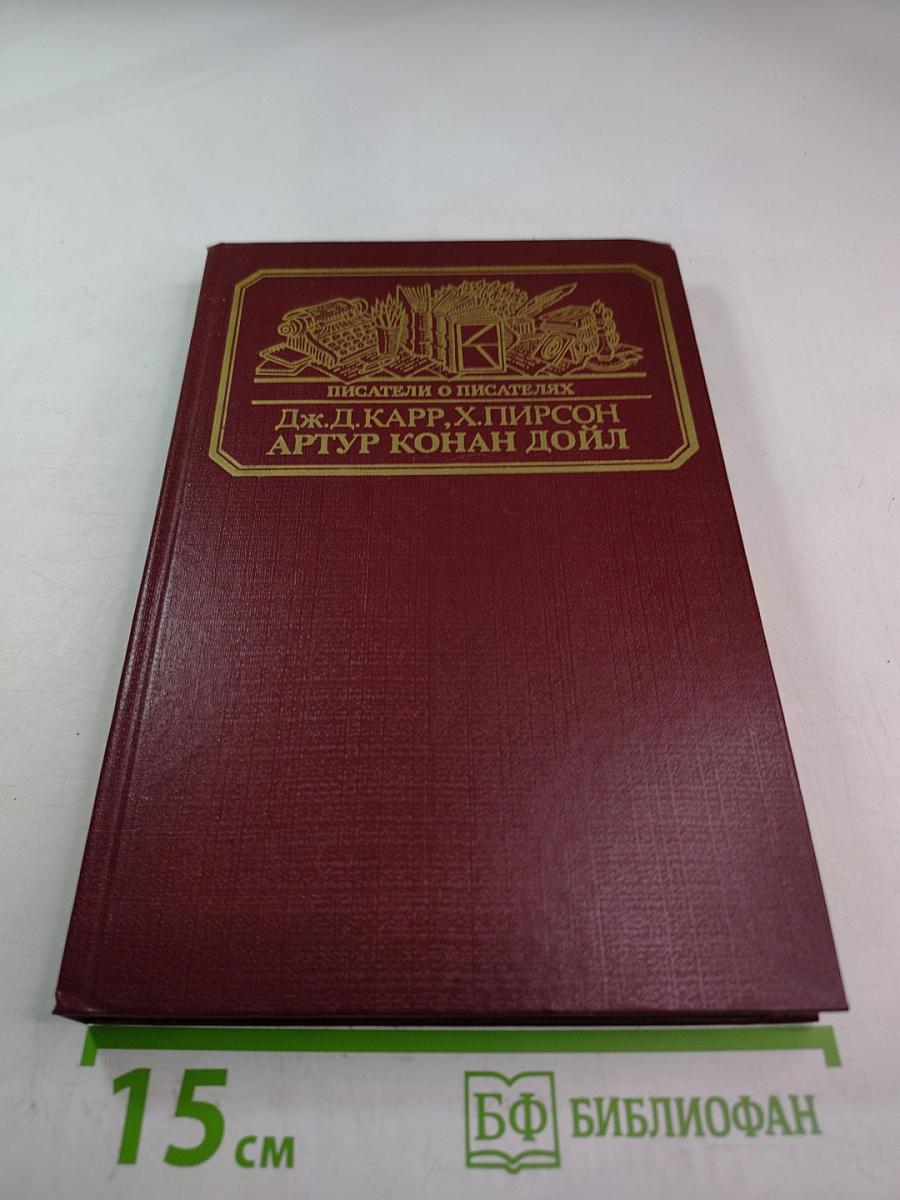 ПИСАТЕЛИ О ПИСАТЕЛЯХ
ДЖ.Д.КАРР, Х.ПИРСОН
АРТУР КОНАН ДОЙЛ
15 см
БФ БИБЛИОФАН